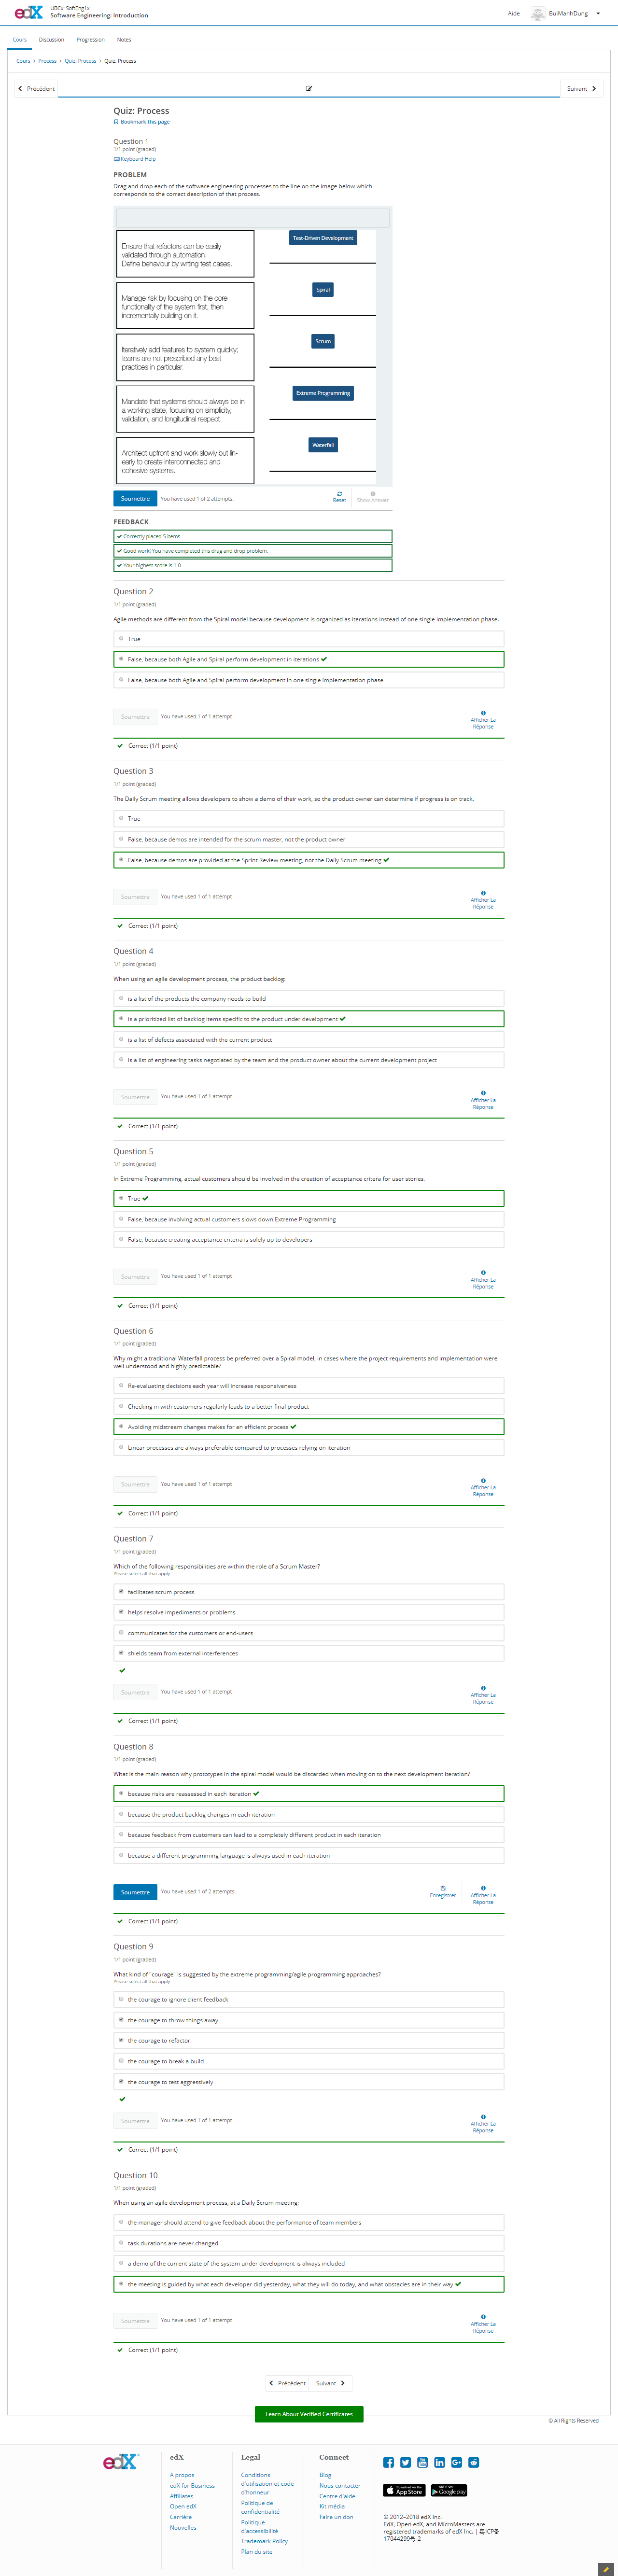 edX
UBCx: SoftEng1x
Software Engineering: Introduction
Aide
BuiManhDung
Cours
Discussion
Progression
Notes
Cours > Process > Quiz: Process > Quiz: Process
Précédent
Suivant
Quiz: Process
Bookmark this page
Question 1
1/1 point (graded)
Keyboard Help
PROBLEM
Drag and drop each of the software engineering processes to the line on the image below which
corresponds to the correct description of that process.
Ensure that refactors can be easily
validated through automation.
Define behaviour by writing test cases.
Test-Driven Development
Manage risk by focusing on the core
functionality of the system first, then
incrementally building on it.
Spiral
Iteratively add features to system quickly;
teams are not prescribed any best
practices in particular.
Scrum
Mandate that systems should always be in
a working state. focusing on simplicity,
validation, and longitudinal respect.
Extreme Programming
Architect upfront and work slowly but lin-
early to create interconnected and
cohesive systems.
Waterfall
Soumettre
You have used 1 of 2 attempts.
Reset
Show Answer
FEEDBACK
Correctly placed 5 items.
Good work! You have completed this drag and drop problem.
Your highest score is 1.0
Question 2
1/1 point (graded)
Agile methods are different from the Spiral model because development is organized as iterations instead of one single implementation phase.
True
False, because both Agile and Spiral perform development in iterations
False, because both Agile and Spiral perform development in one single implementation phase
Soumettre
You have used 1 of 1 attempt
Afficher La
Réponse
Correct (1/1 point)
Question 3
1/1 point (graded)
The Daily Scrum meeting allows developers to show a demo of their work, so the product owner can determine if progress is on track.
True
False, because demos are intended for the scrum master, not the product owner
False, because demos are provided at the Sprint Review meeting, not the Daily Scrum meeting
Soumettre
You have used 1 of 1 attempt
Afficher La
Réponse
Correct (1/1 point)
Question 4
1/1 point (graded)
When using an agile development process, the product backlog:
is a list of the products the company needs to build
is a prioritized list of backlog items specific to the product under development
is a list of defects associated with the current product
is a list of engineering tasks negotiated by the team and the product owner about the current development project
Soumettre
You have used 1 of 1 attempt
Afficher La
Réponse
Correct (1/1 point)
Question 5
1/1 point (graded)
In Extreme Programming, actual customers should be involved in the creation of acceptance critera for user stories.
True
False, because involving actual customers slows down Extreme Programming
False, because creating acceptance criteria is solely up to developers
Soumettre
You have used 1 of 1 attempt
Afficher La
Réponse
Correct (1/1 point)
Question 6
1/1 point (graded)
Why might a traditional Waterfall process be preferred over a Spiral model, in cases where the project requirements and implementation were
well understood and highly predictable?
Re-evaluating decisions each year will increase responsiveness
Checking in with customers regularly leads to a better final product
Avoiding midstream changes makes for an efficient process
Linear processes are always preferable compared to processes relying on iteration
Soumettre
You have used 1 of 1 attempt
Afficher La
Réponse
Correct (1/1 point)
Question 7
1/1 point (graded)
Which of the following responsibilities are within the role of a Scrum Master?
Please select all that apply.
facilitates scrum process
helps resolve impediments or problems
communicates for the customers or end-users
shields team from external interferences
Soumettre
You have used 1 of 1 attempt
Afficher La
Réponse
Correct (1/1 point)
Question 8
1/1 point (graded)
What is the main reason why prototypes in the spiral model would be discarded when moving on to the next development iteration?
because risks are reassessed in each iteration
because the product backlog changes in each iteration
because feedback from customers can lead to a completely different product in each iteration
because a different programming language is always used in each iteration
Soumettre
You have used 1 of 2 attempts
Enregistrer
Afficher La
Réponse
Correct (1/1 point)
Question 9
1/1 point (graded)
What kind of "courage" is suggested by the extreme programming/agile programming approaches?
Please select all that apply.
the courage to ignore client feedback
the courage to throw things away
the courage to refactor
the courage to break a build
the courage to test aggressively
Soumettre
You have used 1 of 1 attempt
Afficher La
Réponse
Correct (1/1 point)
Question 10
1/1 point (graded)
When using an agile development process, at a Daily Scrum meeting:
the manager should attend to give feedback about the performance of team members
task durations are never changed
a demo of the current state of the system under development is always included
the meeting is guided by what each developer did yesterday, what they will do today, and what obstacles are in their way
Soumettre
You have used 1 of 1 attempt
Afficher La
Réponse
Correct (1/1 point)
Précédent
Suivant
Learn About Verified Certificates
© All Rights Reserved
edX
edX
A propos
edX for Business
Affiliates
Open edX
Carrière
Nouvelles
Legal
Conditions
d'utilisation et code
d'honneur
Politique de
confidentialité
Politique
d'accessibilité
Trademark Policy
Plan du site
Connect
Blog
Nous contacter
Centre d'aide
Kit média
Faire un don
App Store
Google play
© 2012–2018 edX Inc.
EdX, Open edX, and MicroMasters are
registered trademarks of edX Inc. | 粤ICP备
17044299号-2